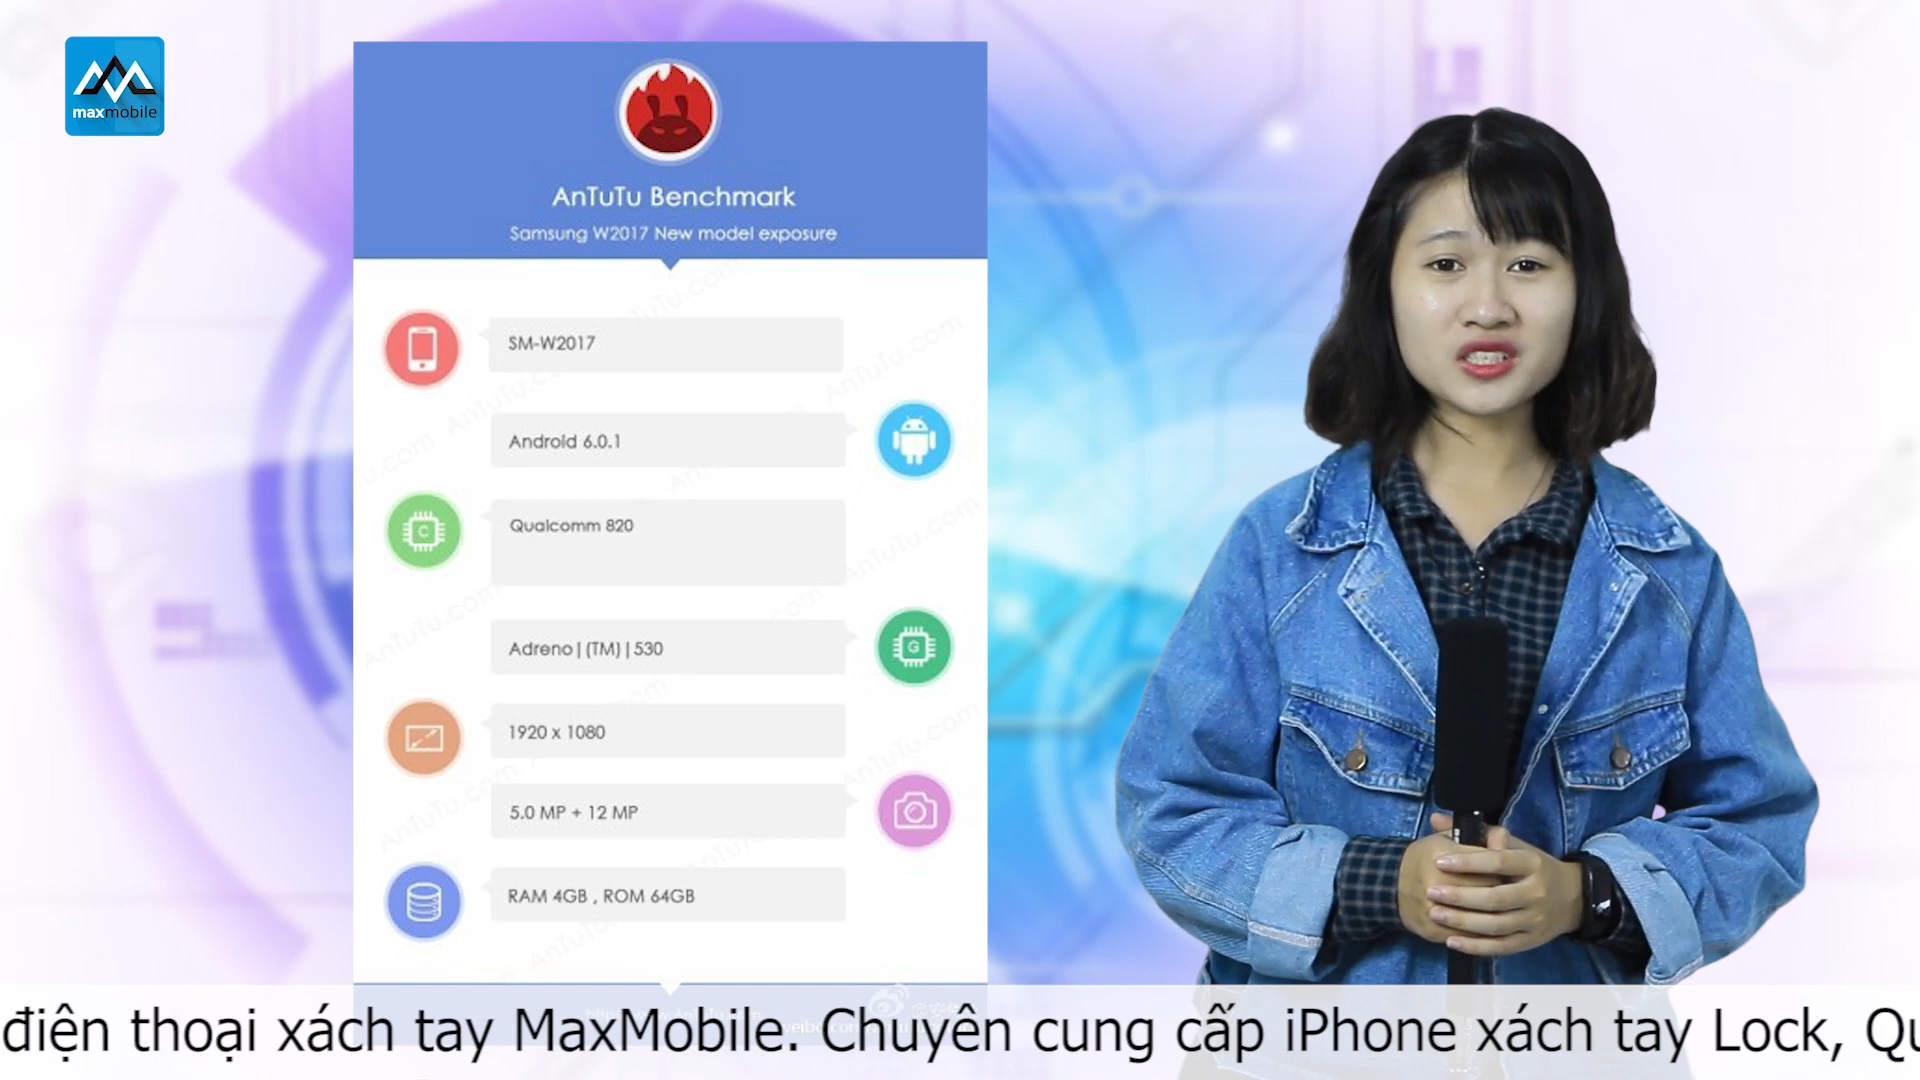 maxmobile
AnTuTu Benchmark
Samsung W2017 New model exposure
SM-W2017
Android 6.0.1
Qualcomm 820
Adreno | (TM) | 530
1920 x 1080
5.0 MP + 12 MP
RAM 4GB , ROM 64GB
điện thoại xách tay MaxMobile. Chuyên cung cấp iPhone xách tay Lock, Qu